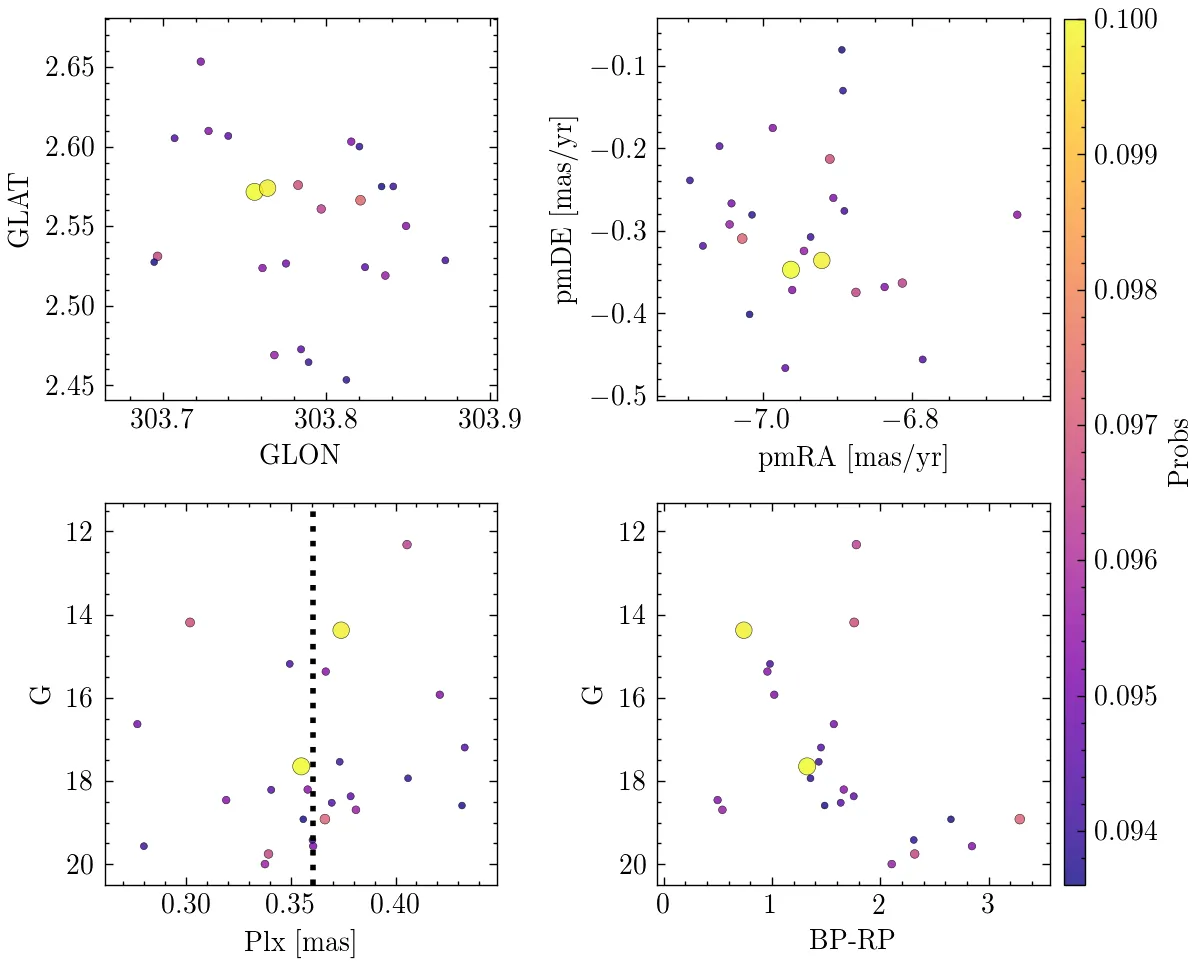 2.65
2.60
2.55
2.50
2.45
GLAT
303.7 303.8 303.9
GLON
−0.1
−0.2
−0.3
−0.4
−0.5
pmDE [mas/yr]
−7.0 −6.8
pmRA [mas/yr]
12
14
16
18
20
G
0.30 0.35 0.40
Plx [mas]
12
14
16
18
20
G
0 1 2 3
BP-RP
0.100
0.099
0.098
0.097
0.096
0.095
0.094
Probs